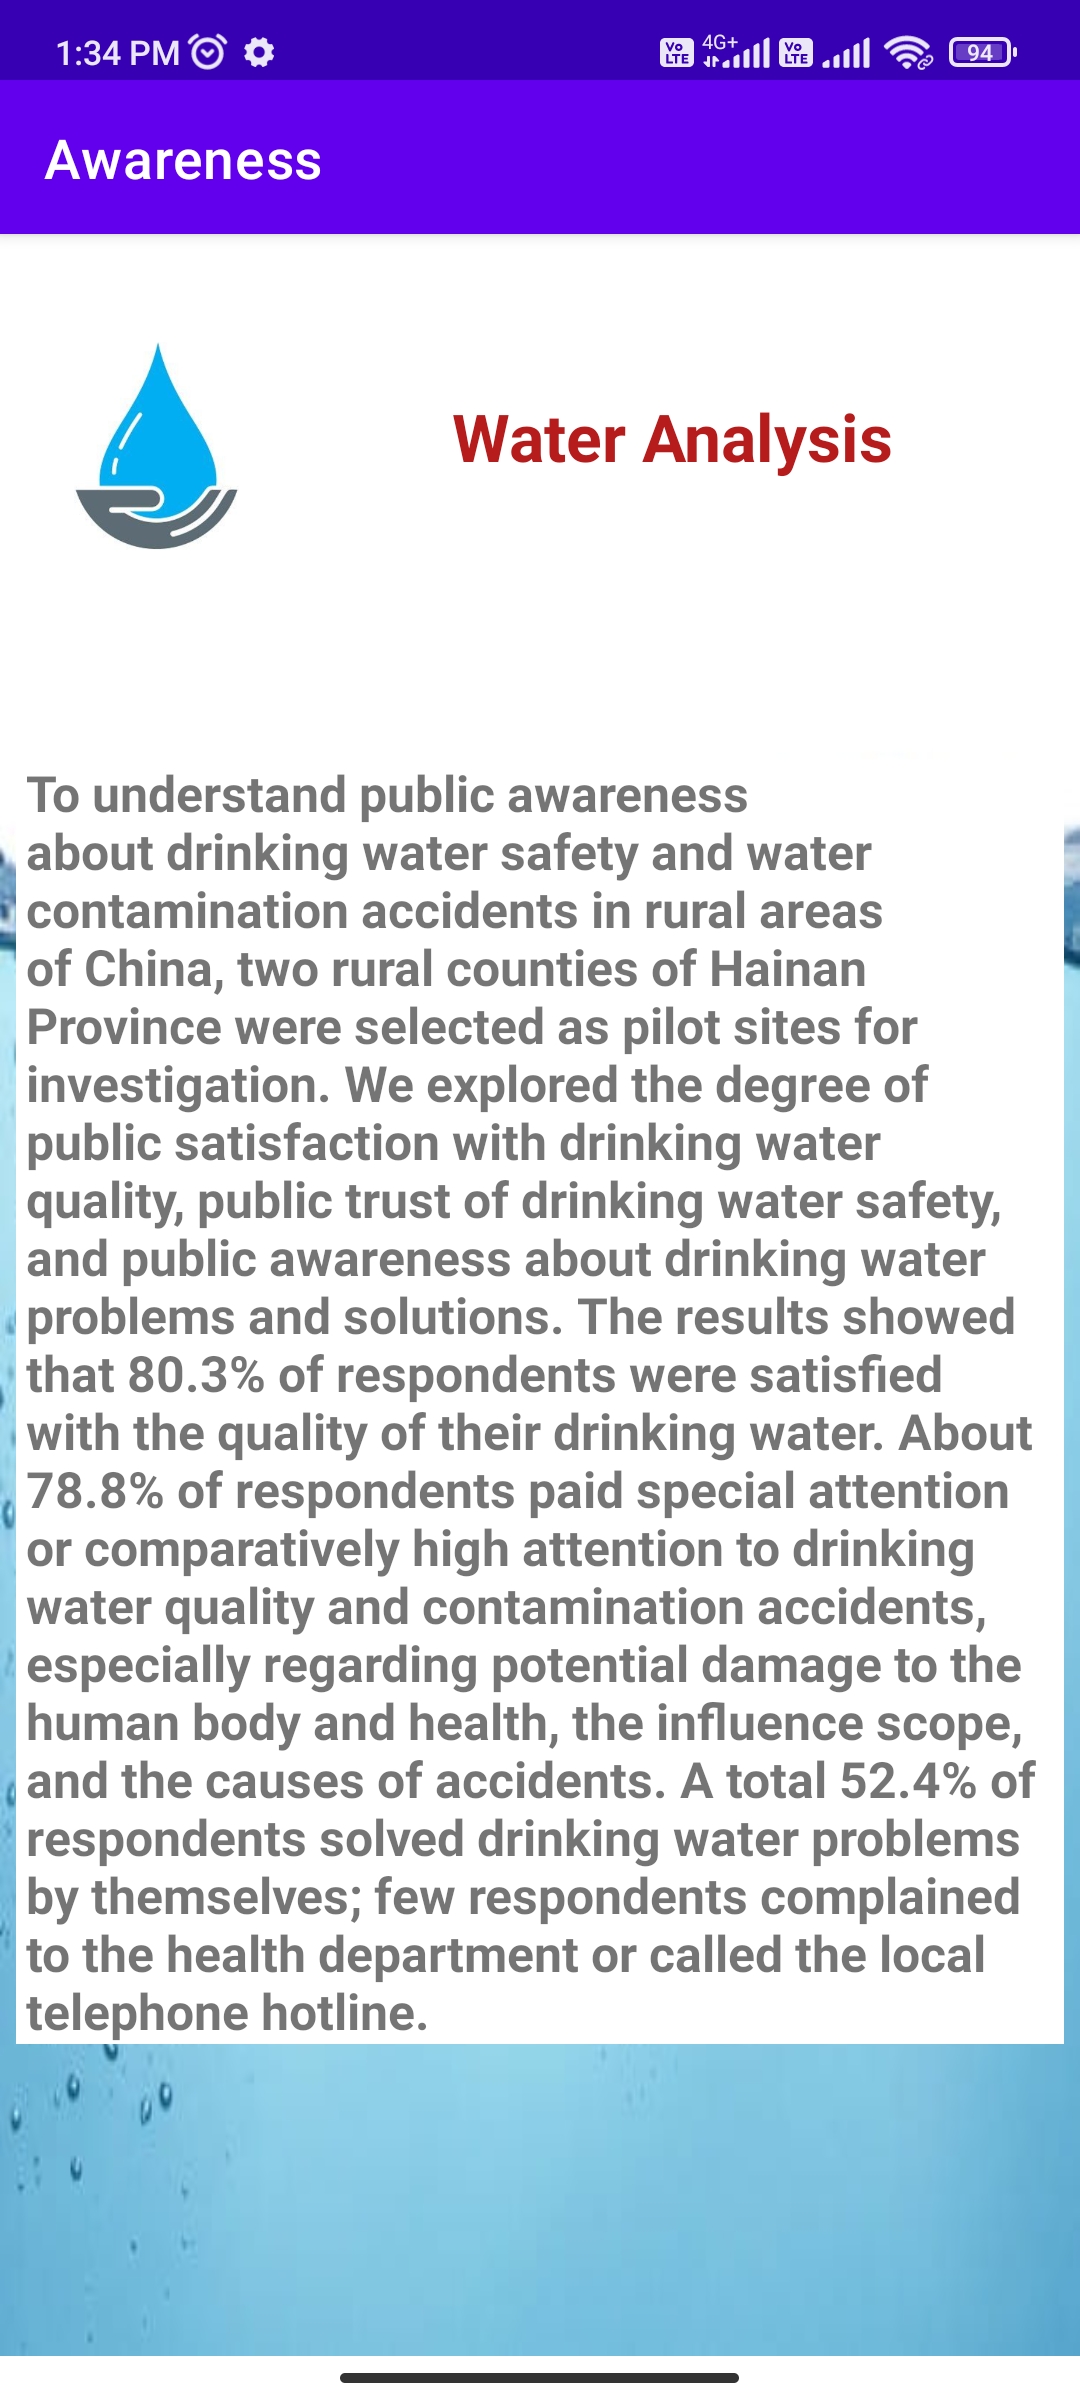 1:34 PM
Vo LTE 4G+ Vo LTE 94
Awareness
Water Analysis
To understand public awareness
about drinking water safety and water
contamination accidents in rural areas
of China, two rural counties of Hainan
Province were selected as pilot sites for
investigation. We explored the degree of
public satisfaction with drinking water
quality, public trust of drinking water safety,
and public awareness about drinking water
problems and solutions. The results showed
that 80.3% of respondents were satisfied
with the quality of their drinking water. About
78.8% of respondents paid special attention
or comparatively high attention to drinking
water quality and contamination accidents,
especially regarding potential damage to the
human body and health, the influence scope,
and the causes of accidents. A total 52.4% of
respondents solved drinking water problems
by themselves; few respondents complained
to the health department or called the local
telephone hotline.